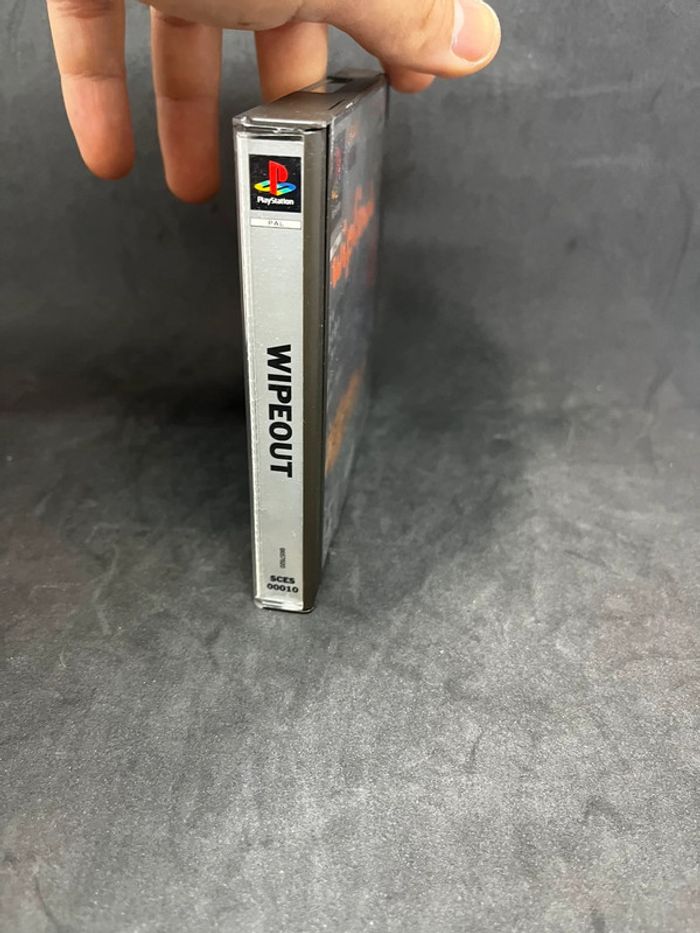 PlayStation
PAL
WIPEOUT
SCES
00010